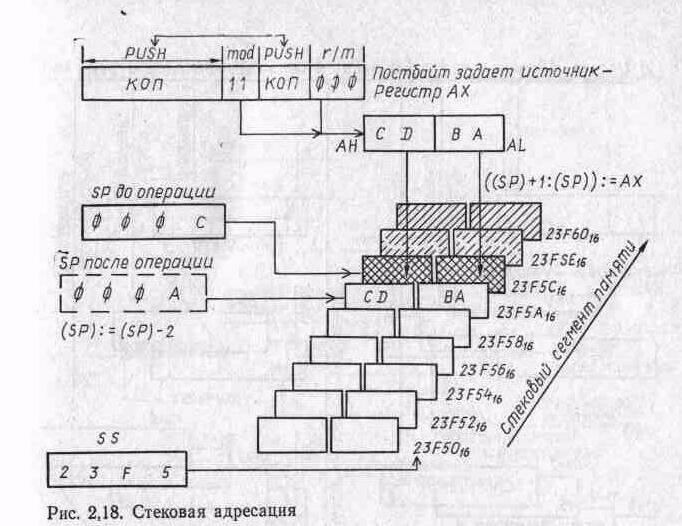 PUSH mod PUSH r/m
КОП 11 КОП φφφ
Постбайт задает источник-
Регистр АХ
AH C D B A AL
((SP)+1:(SP)):=AX
SP до операции
φ φ φ C
SP после операции
φ φ φ A
(SP):=(SP)-2
CD BA
23F60₁₆
23F5E₁₆
23F5C₁₆
23F5A₁₆
23F58₁₆
23F56₁₆
23F54₁₆
23F52₁₆
23F50₁₆
Стековый сегмент памяти
SS
2 3 F 5
Рис. 2,18. Стековая адресация